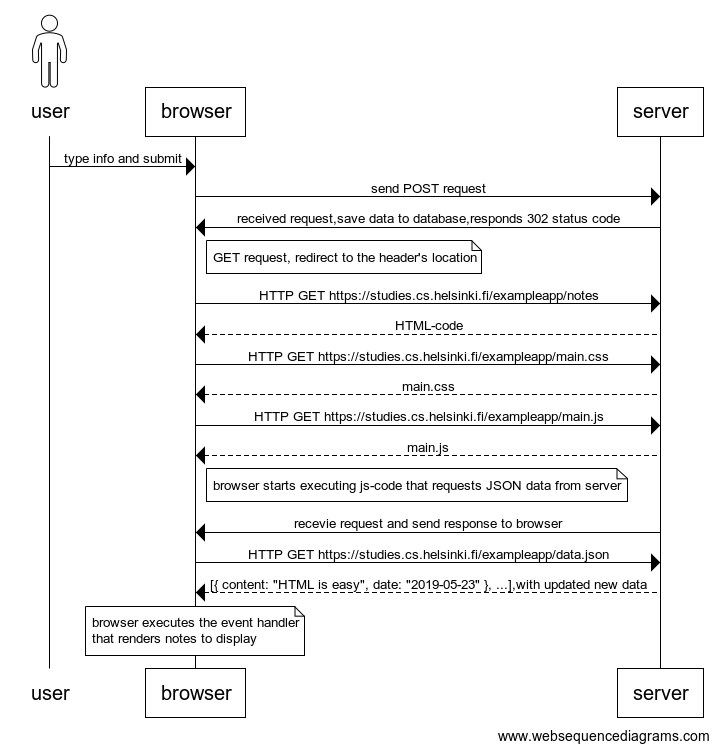 user
browser
server
type info and submit
send POST request
received request,save data to database,responds 302 status code
GET request, redirect to the header's location
HTTP GET https://studies.cs.helsinki.fi/exampleapp/notes
HTML-code
HTTP GET https://studies.cs.helsinki.fi/exampleapp/main.css
main.css
HTTP GET https://studies.cs.helsinki.fi/exampleapp/main.js
main.js
browser starts executing js-code that requests JSON data from server
recevie request and send response to browser
HTTP GET https://studies.cs.helsinki.fi/exampleapp/data.json
[{ content: "HTML is easy", date: "2019-05-23" }, ...],with updated new data
browser executes the event handler
that renders notes to display
user
browser
server
www.websequencediagrams.com